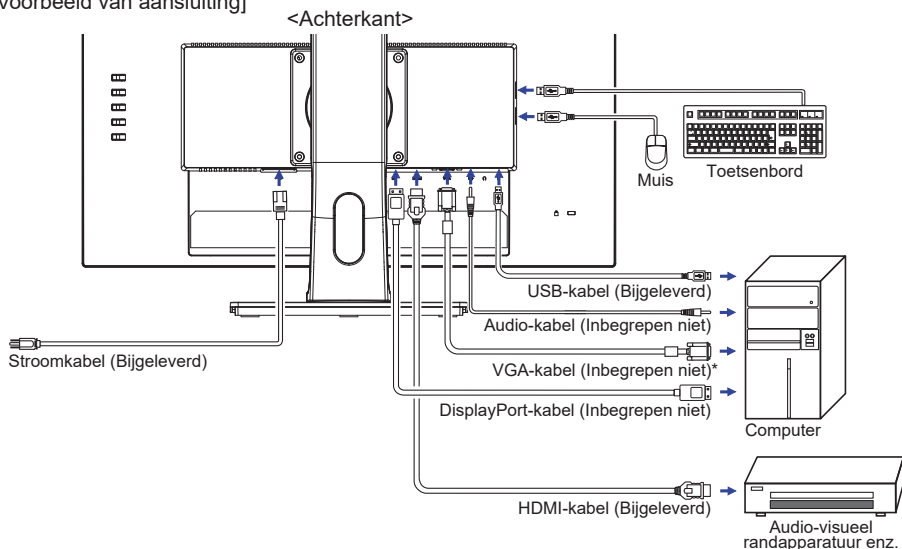 voorbeeld van aansluiting]
<Achterkant>
Muis
Toetsenbord
USB-kabel (Bijgeleverd)
Audio-kabel (Inbegrepen niet)
Stroomkabel (Bijgeleverd)
VGA-kabel (Inbegrepen niet)*
DisplayPort-kabel (Inbegrepen niet)
Computer
HDMI-kabel (Bijgeleverd)
Audio-visueel
randapparatuur enz.